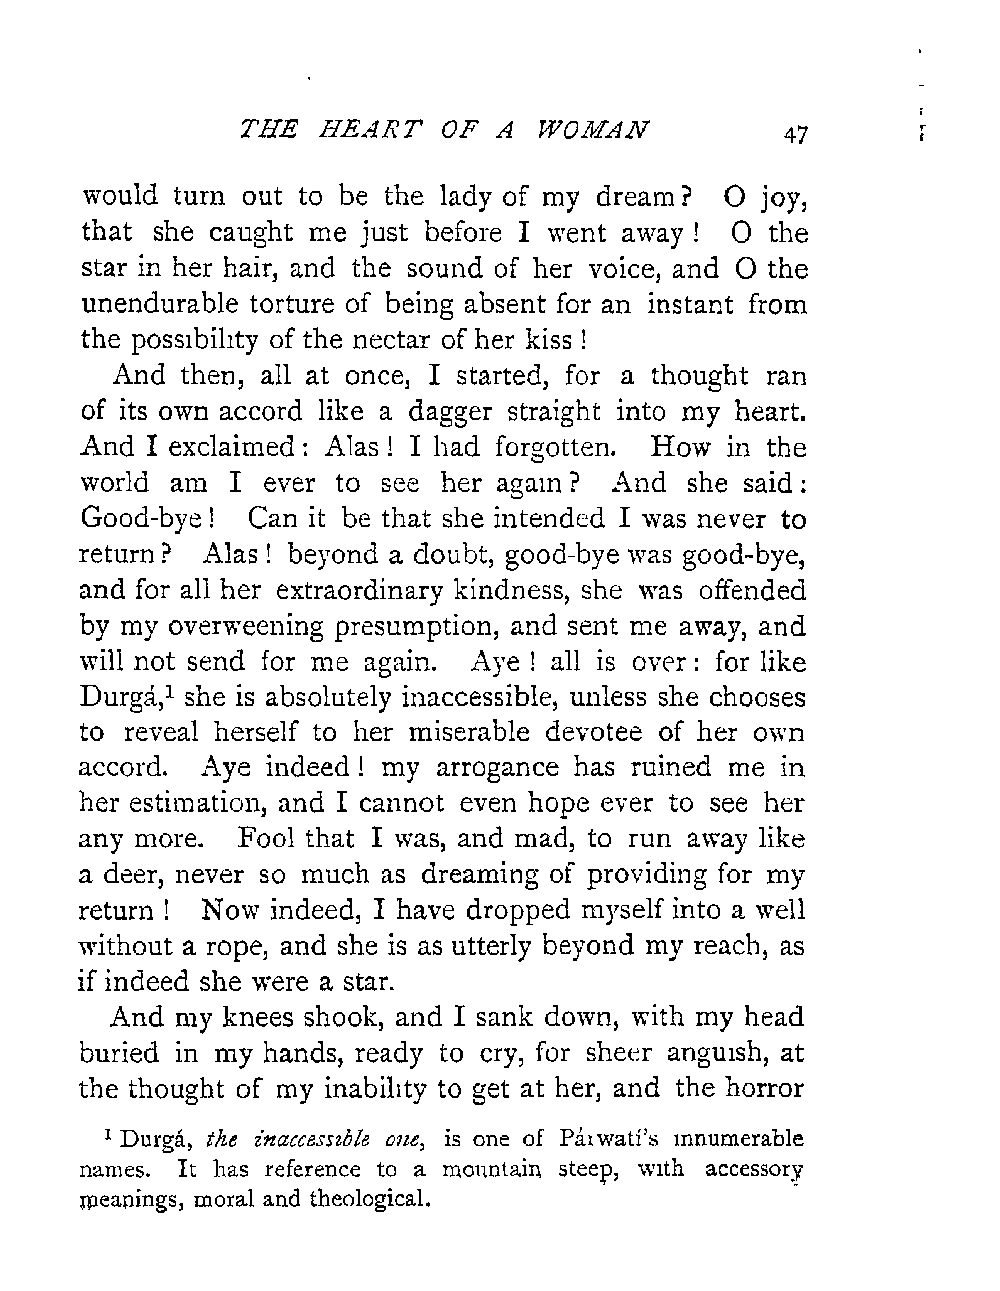 THE HEART OF A WOMAN 47
would turn out to be the lady of my dream? O joy,
that she caught me just before I went away! O the
star in her hair, and the sound of her voice, and O the
unendurable torture of being absent for an instant from
the possibility of the nectar of her kiss!
And then, all at once, I started, for a thought ran
of its own accord like a dagger straight into my heart.
And I exclaimed: Alas! I had forgotten. How in the
world am I ever to see her again? And she said:
Good-bye! Can it be that she intended I was never to
return? Alas! beyond a doubt, good-bye was good-bye,
and for all her extraordinary kindness, she was offended
by my overweening presumption, and sent me away, and
will not send for me again. Aye! all is over: for like
Durgá,¹ she is absolutely inaccessible, unless she chooses
to reveal herself to her miserable devotee of her own
accord. Aye indeed! my arrogance has ruined me in
her estimation, and I cannot even hope ever to see her
any more. Fool that I was, and mad, to run away like
a deer, never so much as dreaming of providing for my
return! Now indeed, I have dropped myself into a well
without a rope, and she is as utterly beyond my reach, as
if indeed she were a star.
And my knees shook, and I sank down, with my head
buried in my hands, ready to cry, for sheer anguish, at
the thought of my inability to get at her, and the horror
¹ Durgá, the inaccessible one, is one of Párwatí's innumerable
names. It has reference to a mountain steep, with accessory
meanings, moral and theological.